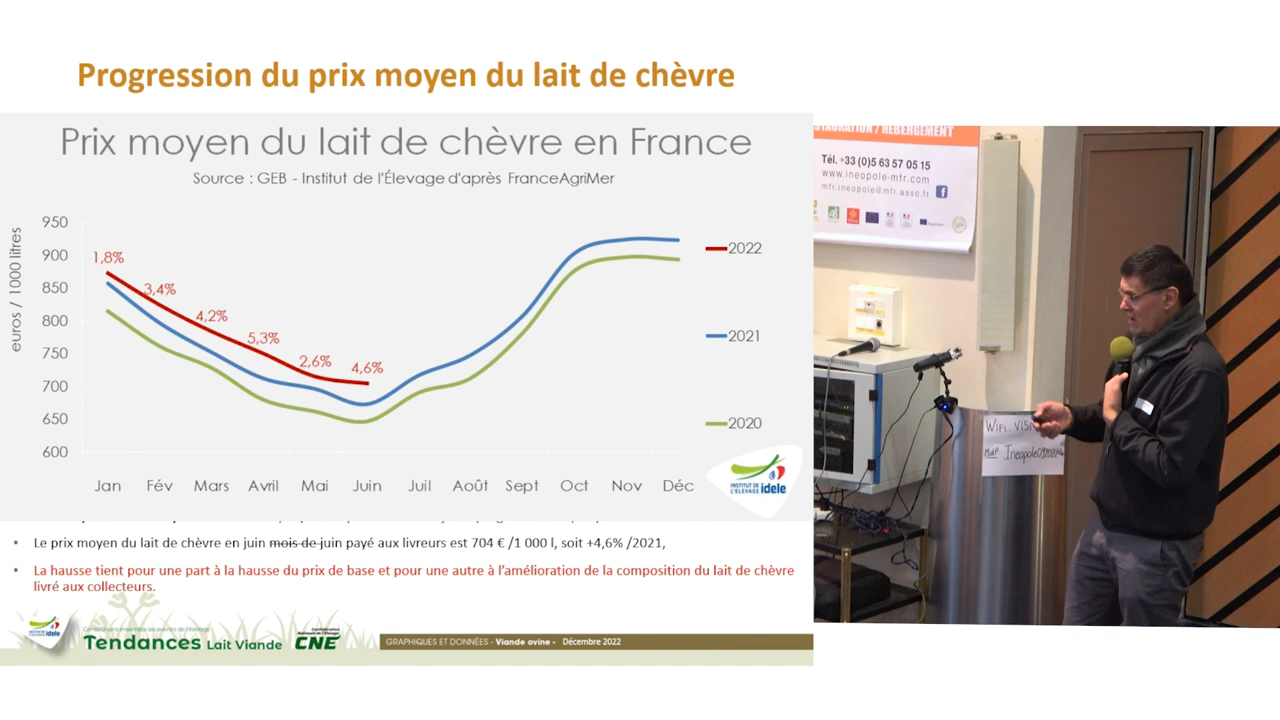 Progression du prix moyen du lait de chèvre
Prix moyen du lait de chèvre en France
Source : GEB - Institut de l'Élevage d'après FranceAgriMer
euros / 1000 litres
950
900
850
800
750
700
650
600
1,8%
3,4%
4,2%
5,3%
2,6%
4,6%
2022
2021
2020
Jan Fév Mars Avril Mai Juin Juil Août Sept Oct Nov Déc
INSTITUT DE
L'ÉLEVAGE idele
• Le prix moyen du lait de chèvre en juin mois de juin payé aux livreurs est 704 € /1 000 l, soit +4,6% /2021,
• La hausse tient pour une part à la hausse du prix de base et pour une autre à l'amélioration de la composition du lait de chèvre
livré aux collecteurs.
Tendances Lait Viande
CNE
GRAPHIQUES ET DONNÉES - Viande ovine - Décembre 2022
RESTAURATION / HÉBERGEMENT
Tél. +33 (0)5 63 57 05 15
www.ineopole-mfr.com
mfr.ineopole@mfr.asso.fr
WiFi
MdP